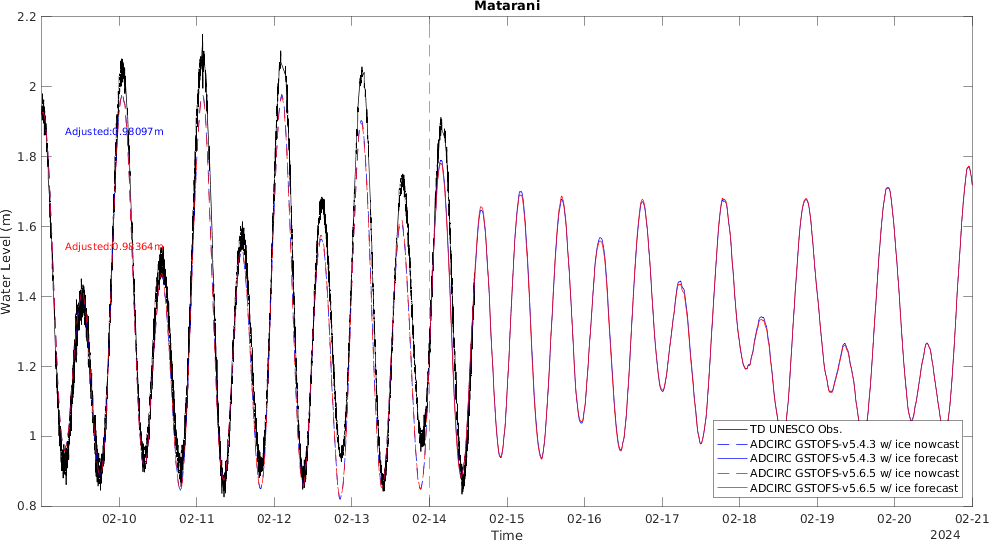 Matarani
2.2
2
1.8
1.6
1.4
1.2
1
0.8
Water Level (m)
Adjusted:0.98097m
Adjusted:0.98364m
TD UNESCO Obs.
ADCIRC GSTOFS-v5.4.3 w/ ice nowcast
ADCIRC GSTOFS-v5.4.3 w/ ice forecast
ADCIRC GSTOFS-v5.6.5 w/ ice nowcast
ADCIRC GSTOFS-v5.6.5 w/ ice forecast
02-10 02-11 02-12 02-13 02-14 02-15 02-16 02-17 02-18 02-19 02-20 02-21
Time
2024